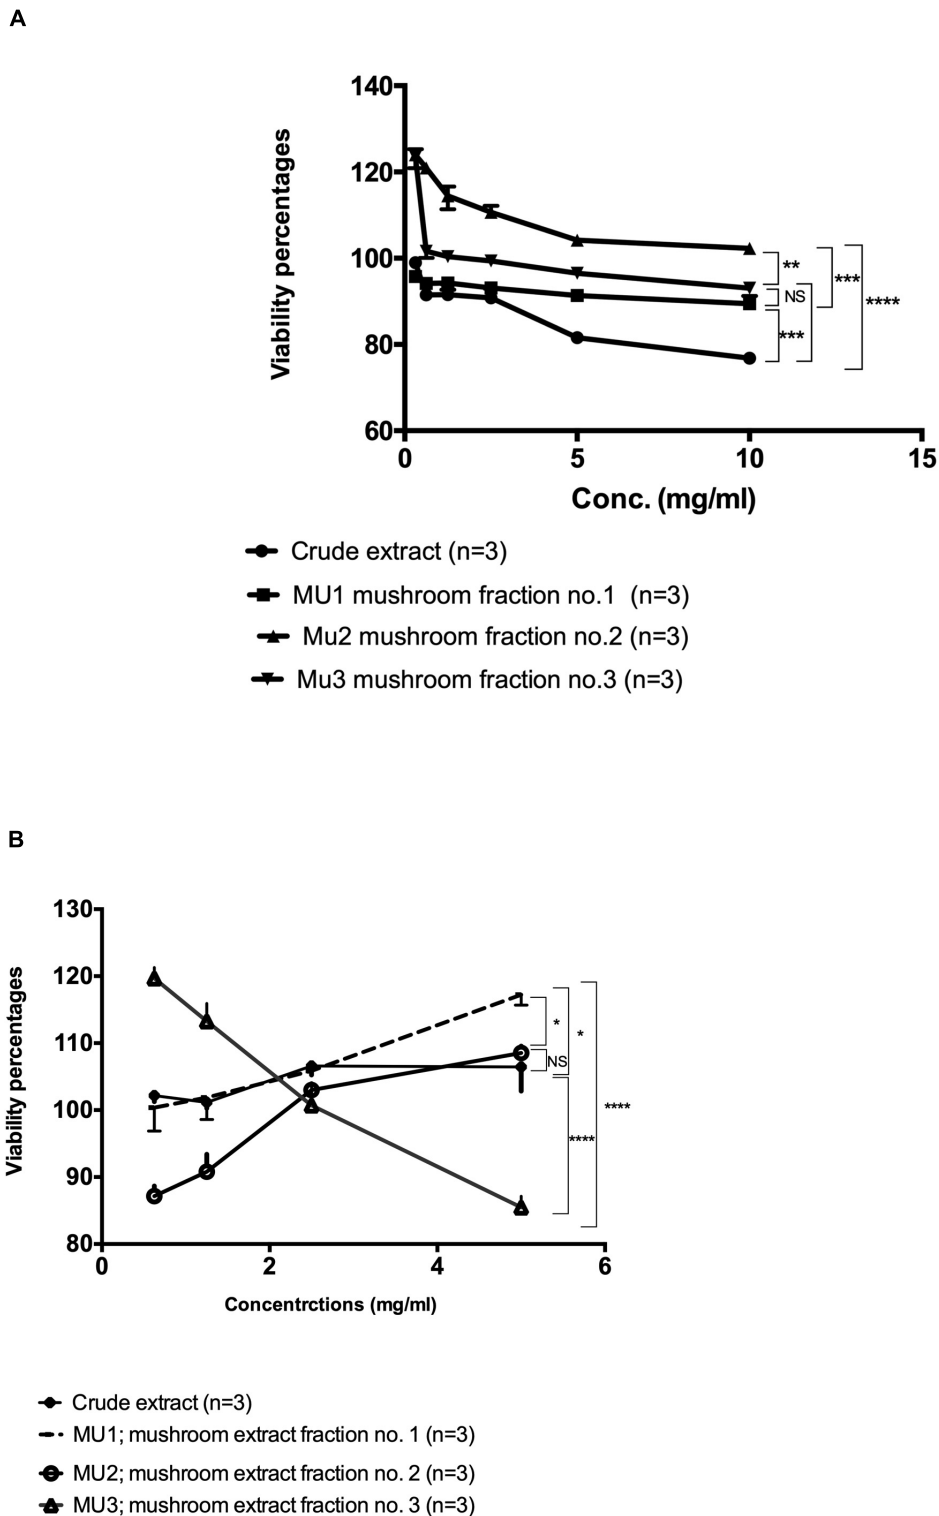 A
140
120
100
80
60
Viability percentages
**
NS
***
***
****
0 5 10 15
Conc. (mg/ml)
Crude extract (n=3)
MU1 mushroom fraction no.1 (n=3)
Mu2 mushroom fraction no.2 (n=3)
Mu3 mushroom fraction no.3 (n=3)
B
130
120
110
100
90
80
Viability percentages
*
*
NS
****
****
0 2 4 6
Concentrctions (mg/ml)
Crude extract (n=3)
MU1; mushroom extract fraction no. 1 (n=3)
MU2; mushroom extract fraction no. 2 (n=3)
MU3; mushroom extract fraction no. 3 (n=3)